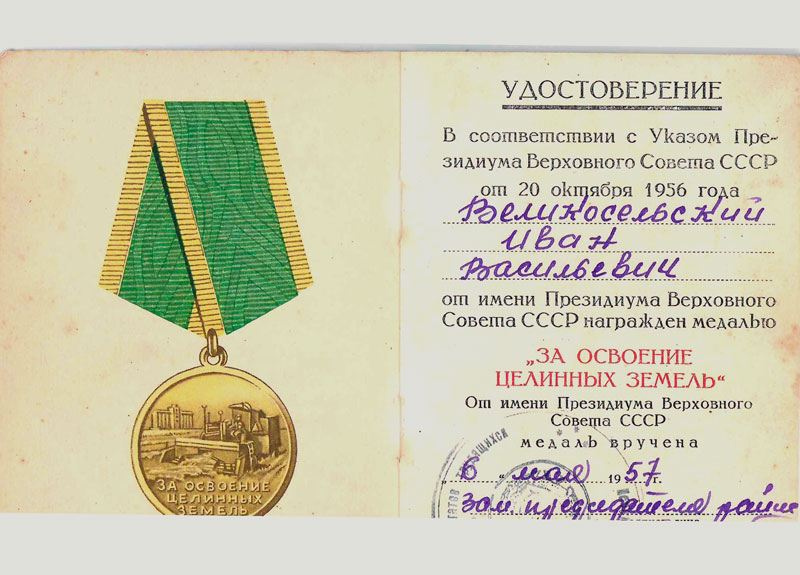 ЗА ОСВОЕНИЕ
ЦЕЛИННЫХ
ЗЕМЕЛЬ
УДОСТОВЕРЕНИЕ
В соответствии с Указом Пре-
зидиума Верховного Совета СССР
от 20 октября 1956 года
Великосельский
Иван
Васильевич
от имени Президиума Верховного
Совета СССР награжден медалью
„ЗА ОСВОЕНИЕ
ЦЕЛИННЫХ ЗЕМЕЛЬ“
От имени Президиума Верховного
Совета СССР
медаль вручена
„6“ мая 1957г.
Зам. председателя